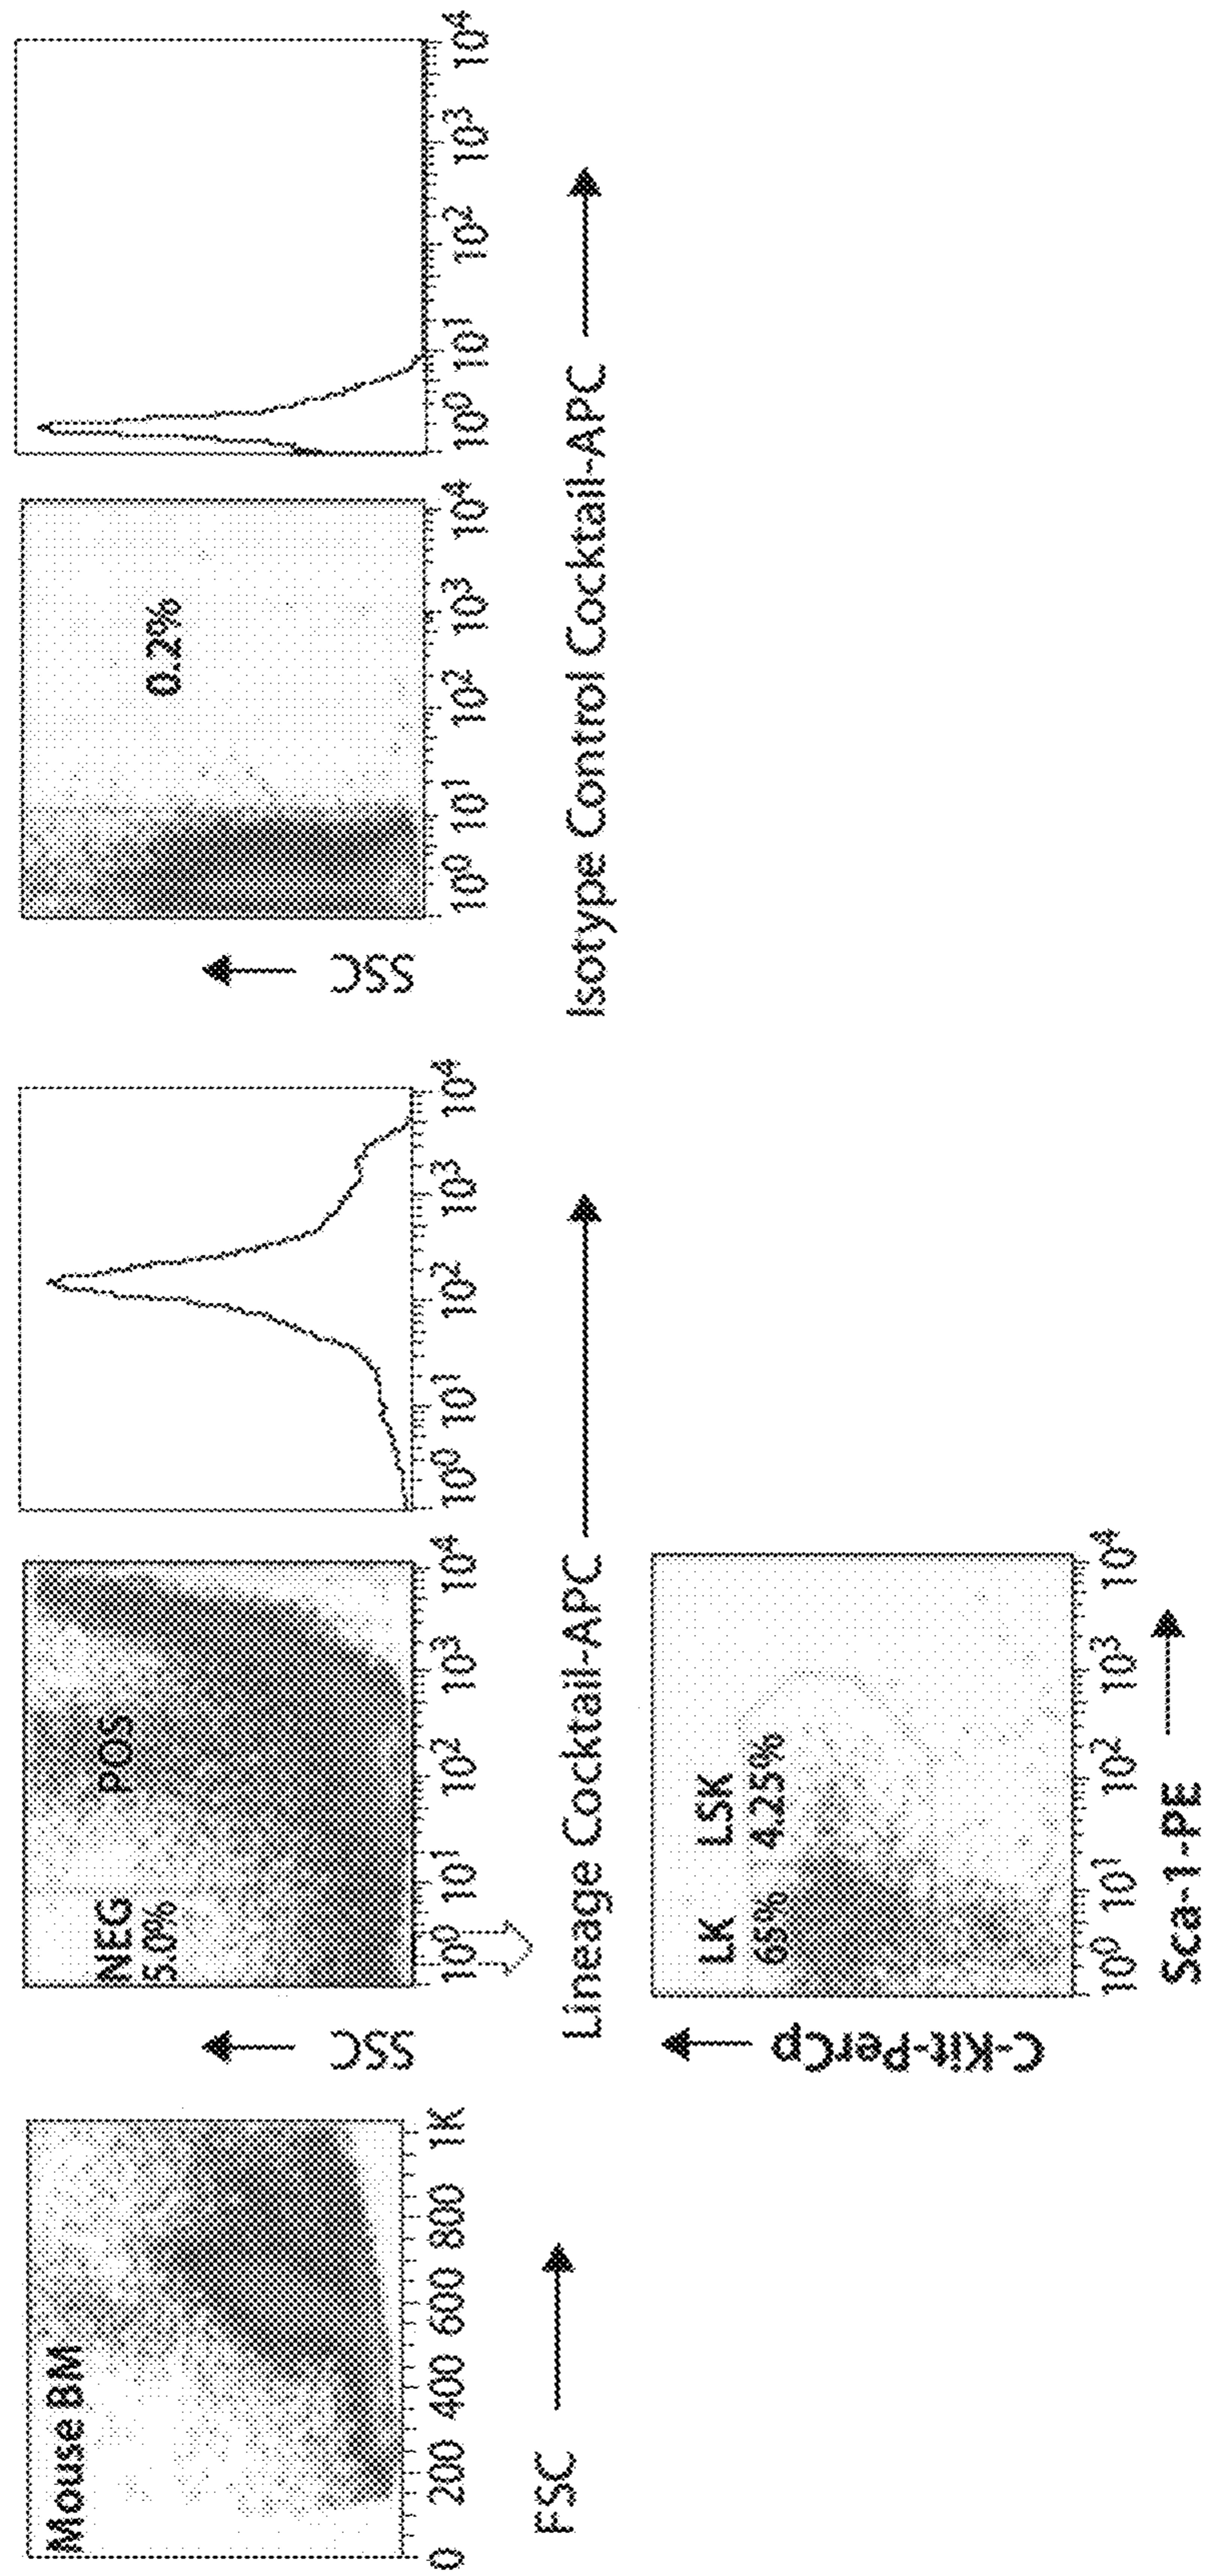 Mouse BM
0 200 400 600 800 1K
FSC
SSC
NEG
5.0%
POS
10⁰ 10¹ 10² 10³ 10⁴
10⁰ 10¹ 10² 10³ 10⁴
Lineage Cocktail-APC
SSC
0.2%
10⁰ 10¹ 10² 10³ 10⁴
10⁰ 10¹ 10² 10³ 10⁴
Isotype Control Cocktail-APC
C-Kit-PerCp
LK
65%
LSK
4.25%
10⁰ 10¹ 10² 10³ 10⁴
Sca-1-PE